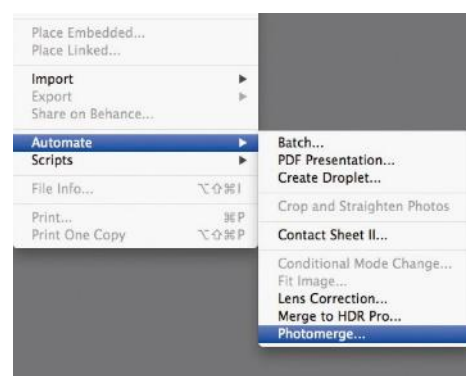 Place Embedded...
Place Linked...
Import
Export
Share on Behance...
Automate
Scripts
File Info... ⌥⇧⌘I
Print... ⌘P
Print One Copy ⌥⇧⌘P
Batch...
PDF Presentation...
Create Droplet...
Crop and Straighten Photos
Contact Sheet II...
Conditional Mode Change...
Fit Image...
Lens Correction...
Merge to HDR Pro...
Photomerge...